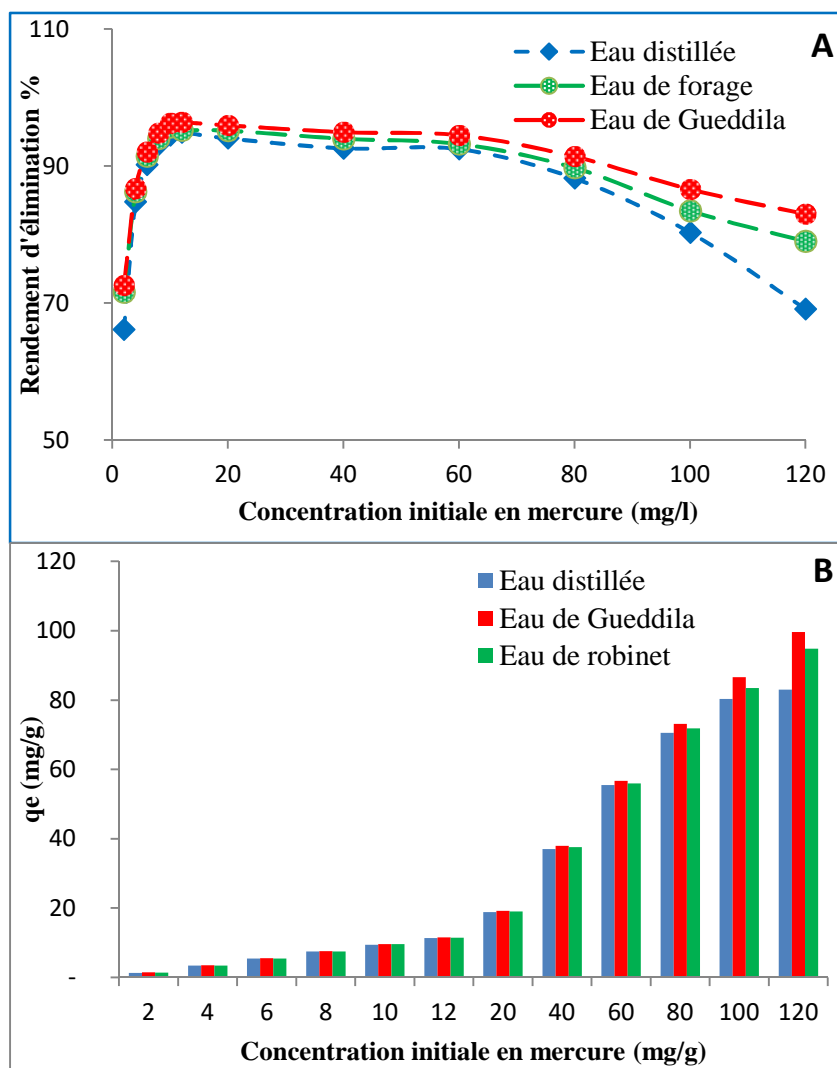 A
Eau distillée
Eau de forage
Eau de Gueddila
Rendement d'élimination %
110
90
70
50
0 20 40 60 80 100 120
Concentration initiale en mercure (mg/l)
B
Eau distillée
Eau de Gueddila
Eau de robinet
qe (mg/g)
120
100
80
60
40
20
-
2 4 6 8 10 12 20 40 60 80 100 120
Concentration initiale en mercure (mg/g)